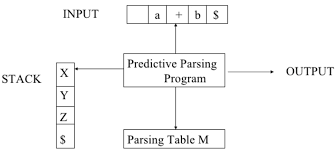 INPUT
a + b $
Predictive Parsing
Program
OUTPUT
STACK
X
Y
Z
$
Parsing Table M